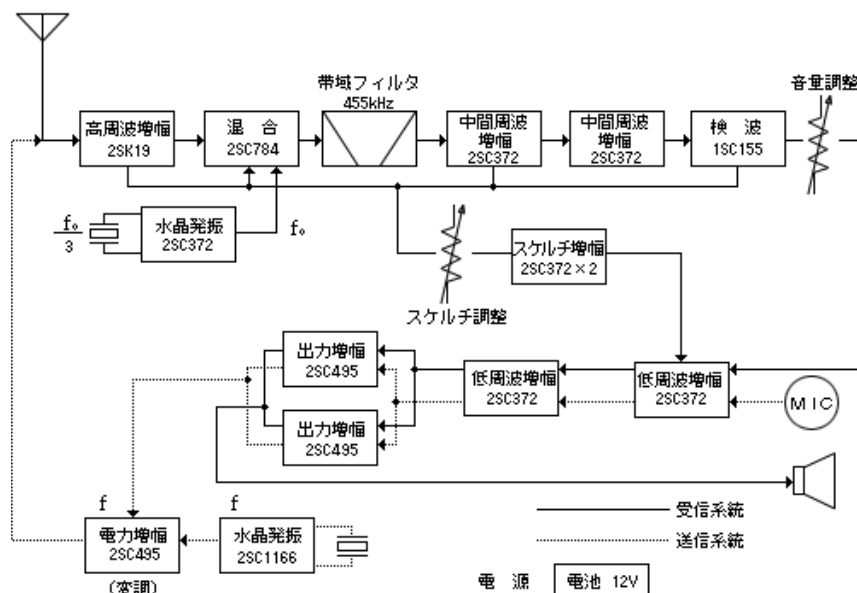 帯域フィルタ
455kHz
音量調整
高周波増幅
2SK19
混 合
2SC784
中間周波
増幅
2SC372
中間周波
増幅
2SC372
検 波
1SC155
f₀
3
水晶発振
2SC372
f₀
スケルチ増幅
2SC372×2
スケルチ調整
出力増幅
2SC495
低周波増幅
2SC372
低周波増幅
2SC372
MIC
出力増幅
2SC495
f
f
電力増幅
2SC495
(変調)
水晶発振
2SC1166
受信系統
送信系統
電 源
電池 12V